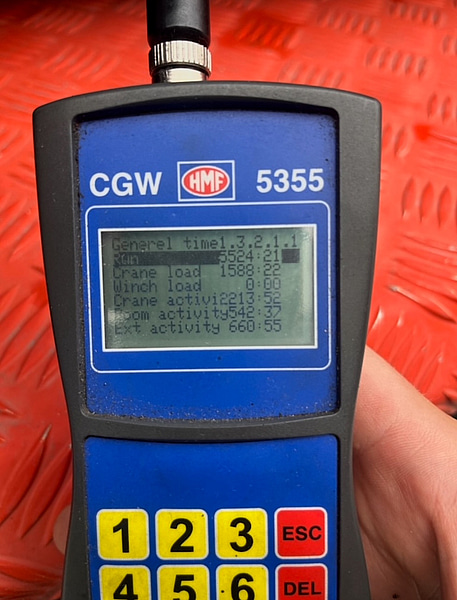 CGW HMF 5355
Generel time1.3.2.1.1
Run 5524:21
Crane load 1588:22
Winch load 0:00
Crane activi2213:52
Boom activity542:37
Ext activity 660:55
1 2 3 ESC
4 5 6 DEL